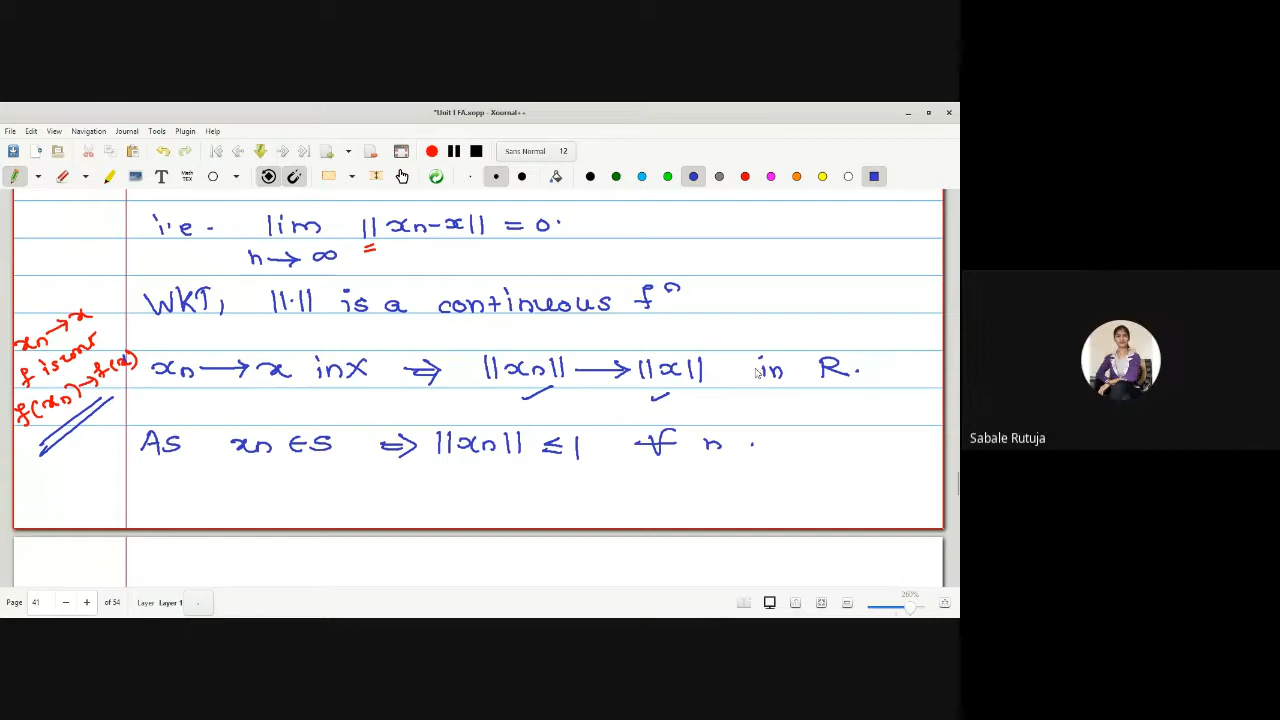 *Unit I FA.xopp - Xournal++
File Edit View Navigation Journal Tools Plugin Help
Sans Normal 12
i.e. lim ||xn-x|| = 0.
n → ∞
WKT, ||·|| is a continuous fⁿ
xn → x
f is cont
f(xn) → f(x)
xn → x in X ⇒ ||xn|| → ||x|| in R.
As xn ∈ S ⇒ ||xn|| ≤ 1 ∀ n .
Sabale Rutuja
Page 41 of 54 Layer Layer 1
260%